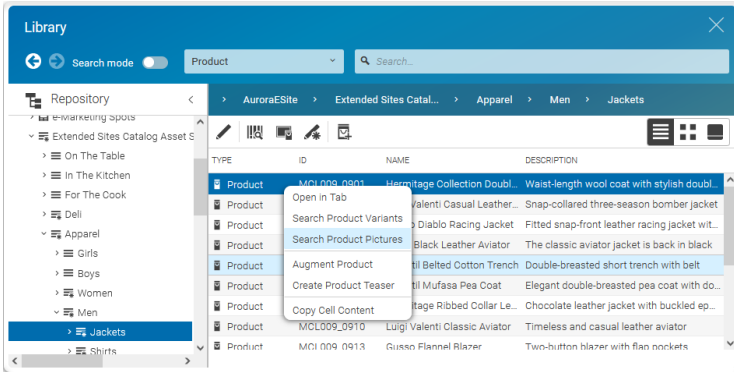 Library
Search mode
Product
Search...
Repository
AuroraESite > Extended Sites Catal... > Apparel > Men > Jackets
e-Marketing Spots
Extended Sites Catalog Asset S
On The Table
In The Kitchen
For The Cook
Deli
Apparel
Girls
Boys
Women
Men
Jackets
Shirts
TYPE ID NAME DESCRIPTION
Product MCL009_0901 Hermitage Collection Doubl... Waist-length wool coat with stylish doubl...
Product Valenti Casual Leather... Snap-collared three-season bomber jacket
Product Diablo Racing Jacket Fitted snap-front leather racing jacket wit...
Product Black Leather Aviator The classic aviator jacket is back in black
Product Belted Cotton Trench Double-breasted short trench with belt
Product Mufasa Pea Coat Elegant double-breasted pea coat with do...
Product Ribbed Collar Le... Chocolate leather jacket with buckled ep...
Product MCL009_0910 Luigi Valenti Classic Aviator Timeless and casual leather aviator
Product MCL009_0913 Gusso Flannel Blazer Two-button blazer with flap pockets
Open in Tab
Search Product Variants
Search Product Pictures
Augment Product
Create Product Teaser
Copy Cell Content